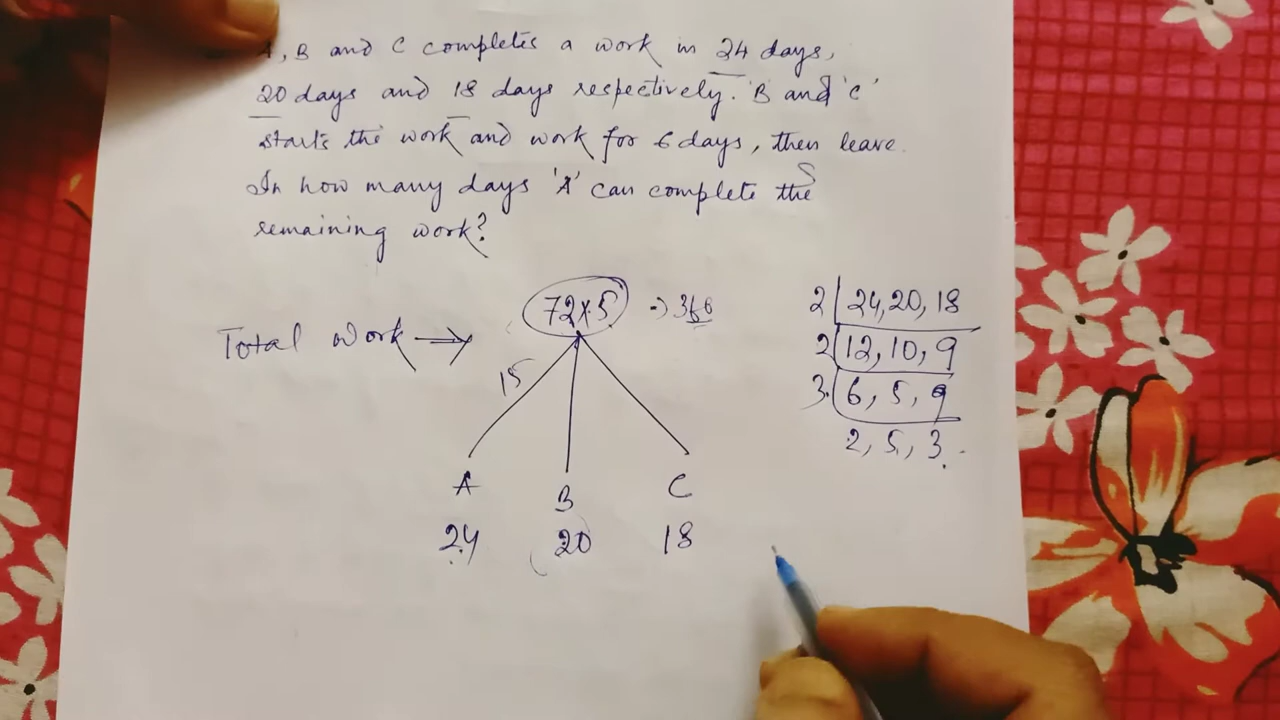 A, B and C completes a work in 24 days,
20 days and 18 days respectively. 'B and 'C'
starts the work and work for 6 days, then leave.
In how many days 'A' can complete the
remaining work?
Total work → 72x5 => 360
15
A B C
24 20 18
2 | 24, 20, 18
2 | 12, 10, 9
3 | 6, 5, 9
2, 5, 3